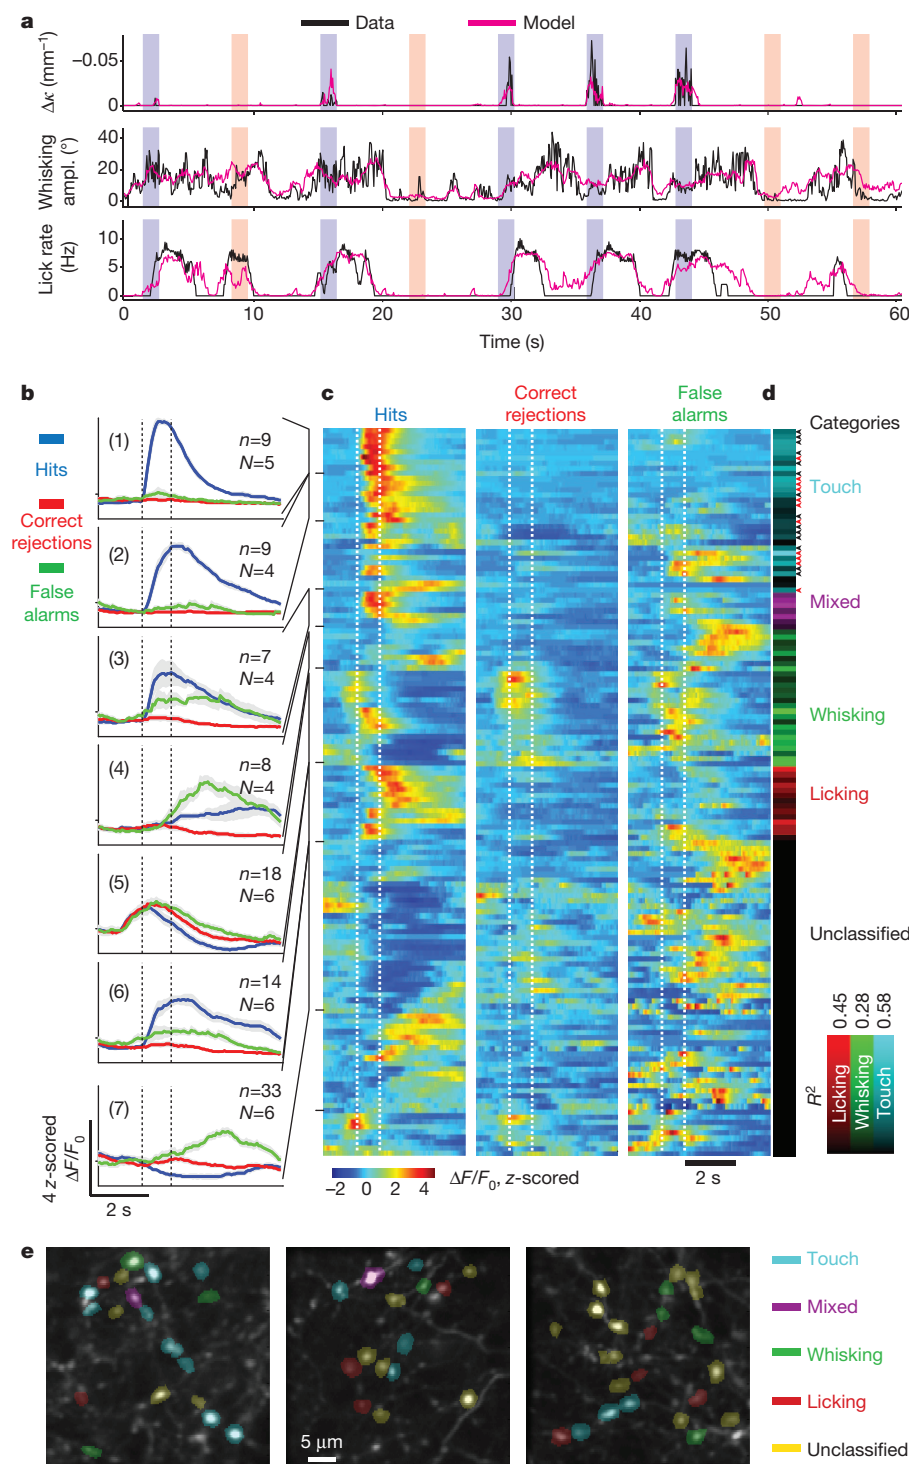 a
Data
Model
Δκ (mm⁻¹)
−0.05
0
Whisking
ampl. (°)
40
20
0
Lick rate
(Hz)
10
5
0
0
10
20
30
40
50
60
Time (s)
b
Hits
Correct
rejections
False
alarms
(1)
n=9
N=5
(2)
n=9
N=4
(3)
n=7
N=4
(4)
n=8
N=4
(5)
n=18
N=6
(6)
n=14
N=6
(7)
n=33
N=6
4 z-scored
ΔF/F₀
2 s
c
Hits
Correct
rejections
False
alarms
−2 0 2 4
ΔF/F₀, z-scored
2 s
d
Categories
Touch
Mixed
Whisking
Licking
Unclassified
R²
0.45
0.28
0.58
Licking
Whisking
Touch
e
5 μm
Touch
Mixed
Whisking
Licking
Unclassified